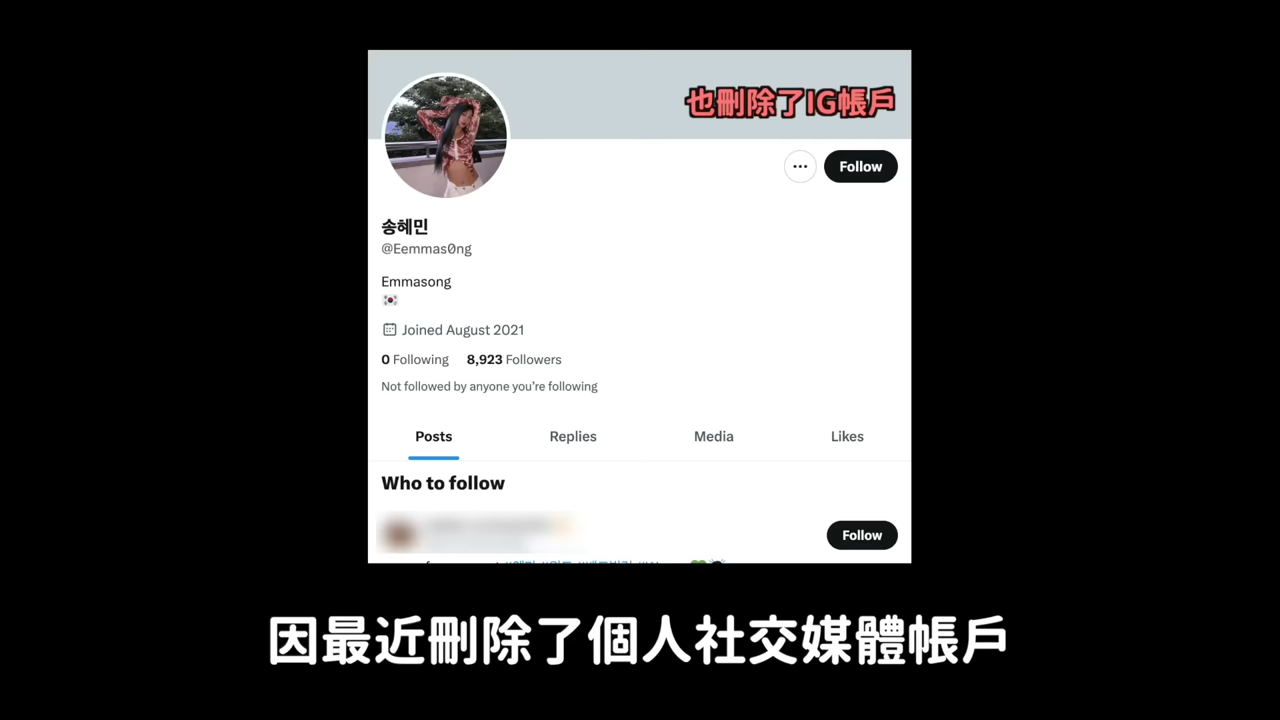 也刪除了IG帳戶
Follow
송혜민
@Eemmas0ng
Emmasong
Joined August 2021
0 Following 8,923 Followers
Not followed by anyone you're following
Posts Replies Media Likes
Who to follow
Follow
因最近刪除了個人社交媒體帳戶